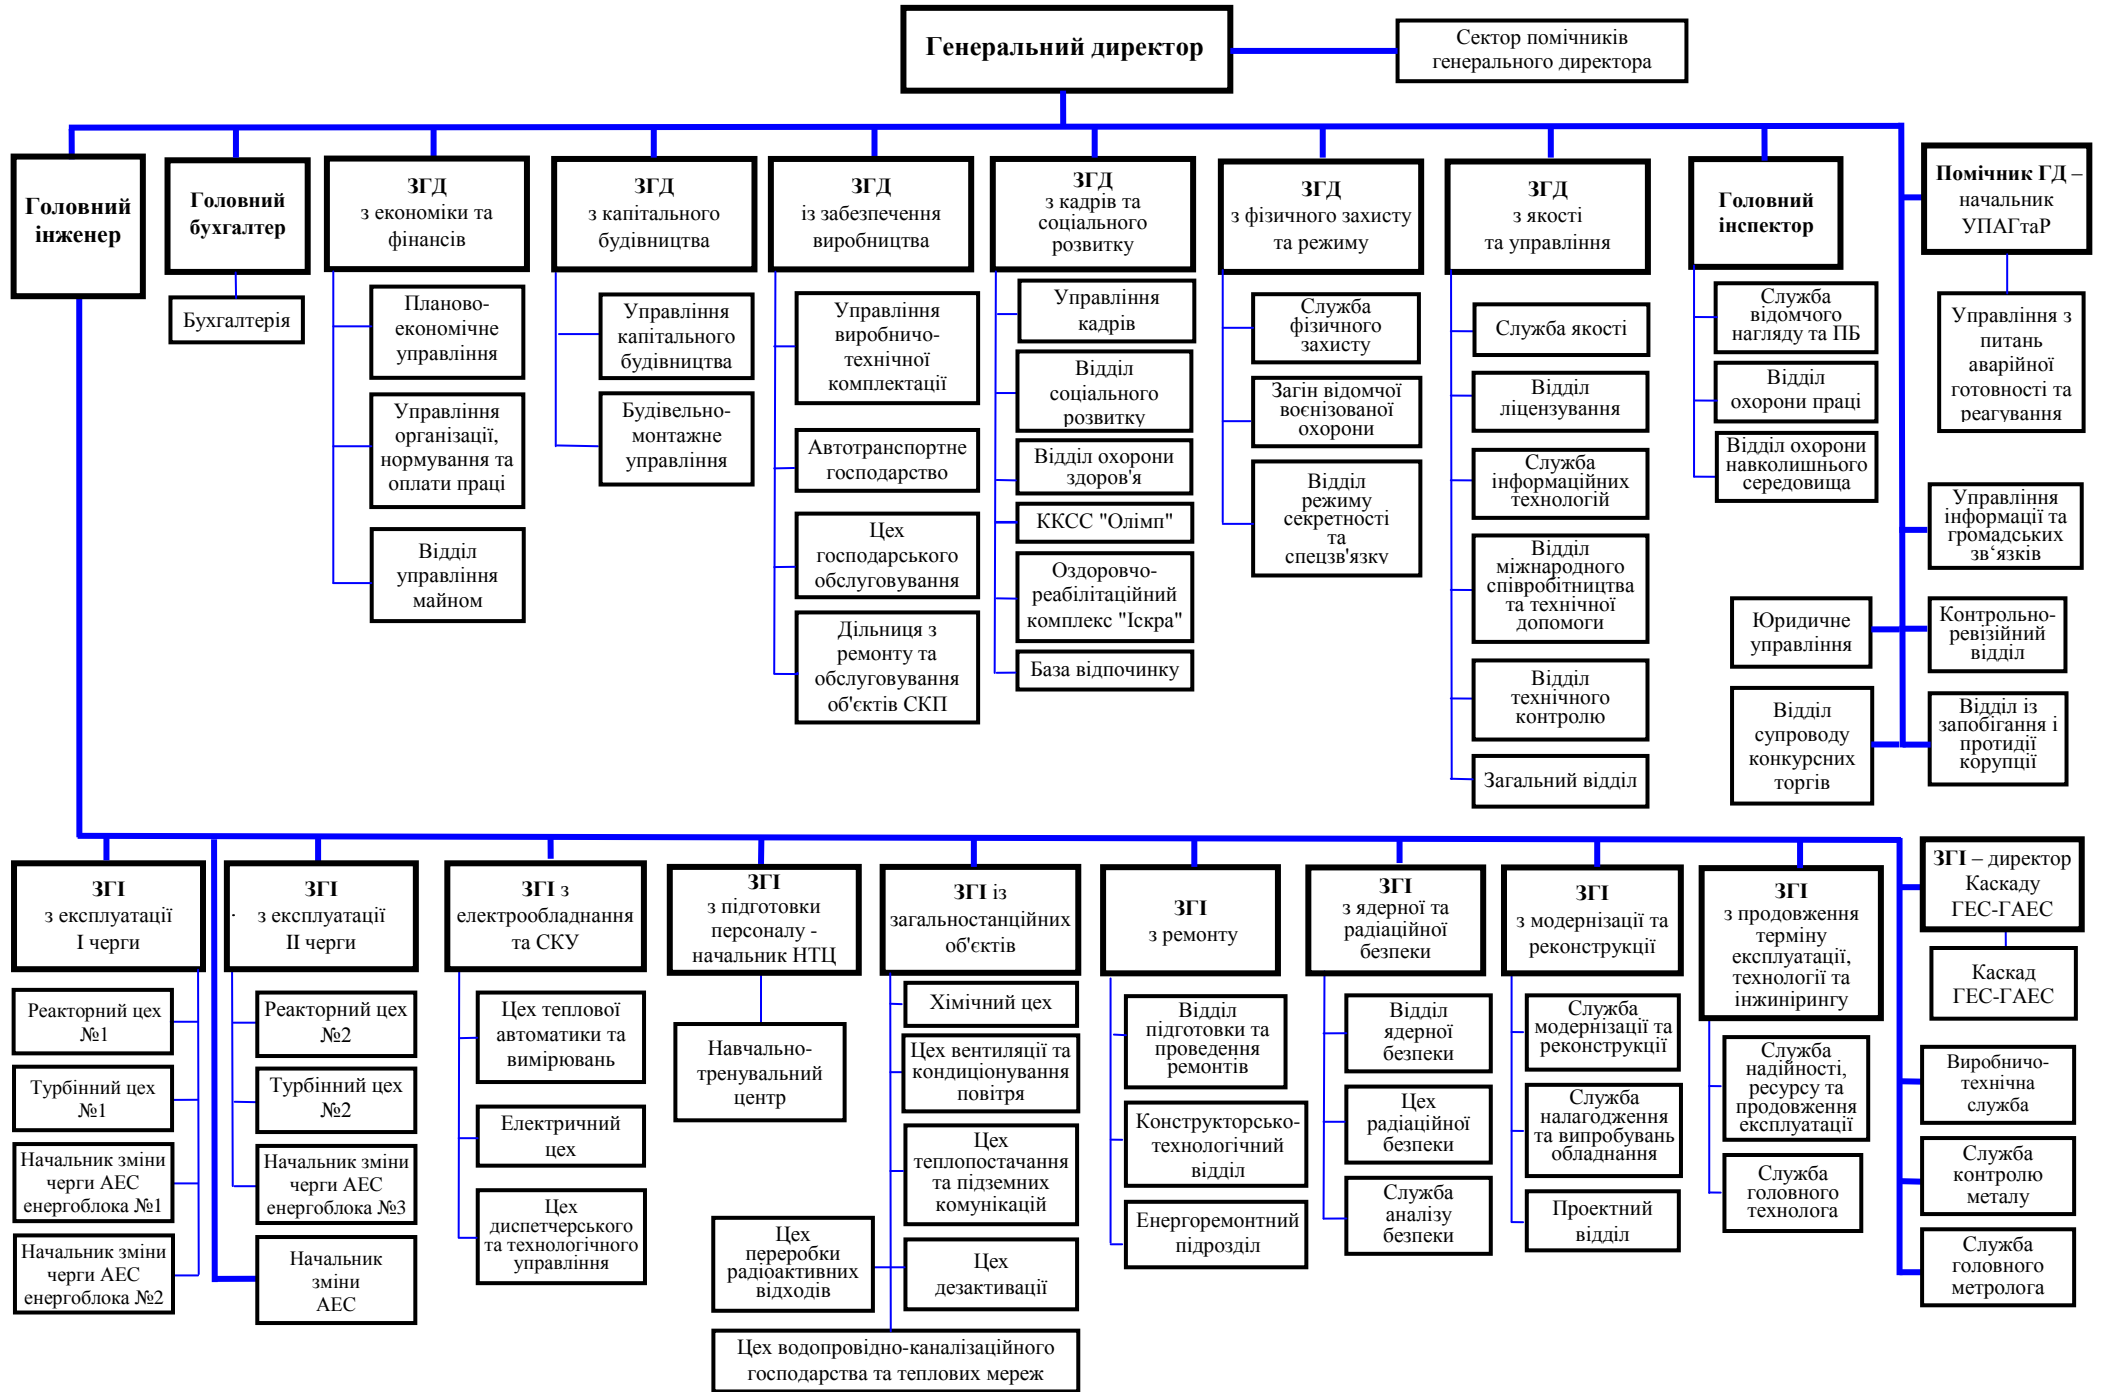 Генеральний директор
Сектор помічників
генерального директора
Головний
інженер
Головний
бухгалтер
Бухгалтерія
ЗГД
з економіки та
фінансів
Планово-
економічне
управління
Управління
організації,
нормування та
оплати праці
Відділ
управління
майном
ЗГД
з капітального
будівництва
Управління
капітального
будівництва
Будівельно-
монтажне
управління
ЗГД
із забезпечення
виробництва
Управління
виробничо-
технічної
комплектації
Автотранспортне
господарство
Цех
господарського
обслуговування
Дільниця з
ремонту та
обслуговування
об'єктів СКП
ЗГД
з кадрів та
соціального
розвитку
Управління
кадрів
Відділ
соціального
розвитку
Відділ охорони
здоров'я
ККСС "Олімп"
Оздоровчо-
реабілітаційний
комплекс "Іскра"
База відпочинку
ЗГД
з фізичного захисту
та режиму
Служба
фізичного
захисту
Загін відомчої
воєнізованої
охорони
Відділ
режиму
секретності
та
спецзв'язку
ЗГД
з якості
та управління
Служба якості
Відділ
ліцензування
Служба
інформаційних
технологій
Відділ
міжнародного
співробітництва
та технічної
допомоги
Відділ
технічного
контролю
Загальний відділ
Головний
інспектор
Служба
відомчого
нагляду та ПБ
Відділ
охорони праці
Відділ охорони
навколишнього
середовища
Помічник ГД –
начальник
УПАГтаР
Управління з
питань
аварійної
готовності та
реагування
Управління
інформації та
громадських
зв‘язків
Юридичне
управління
Контрольно-
ревізійний
відділ
Відділ
супроводу
конкурсних
торгів
Відділ із
запобігання і
протидії
корупції
ЗГІ
з експлуатації
І черги
Реакторний цех
№1
Турбінний цех
№1
Начальник зміни
черги АЕС
енергоблока №1
Начальник зміни
черги АЕС
енергоблока №2
ЗГІ
з експлуатації
ІІ черги
Реакторний цех
№2
Турбінний цех
№2
Начальник зміни
черги АЕС
енергоблока №3
Начальник
зміни
АЕС
ЗГІ з
електрообладнання
та СКУ
Цех теплової
автоматики та
вимірювань
Електричний
цех
Цех
диспетчерського
та технологічного
управління
ЗГІ
з підготовки
персоналу -
начальник НТЦ
Навчально-
тренувальний
центр
ЗГІ із
загальностанційних
об'єктів
Хімічний цех
Цех вентиляції та
кондиціонування
повітря
Цех
теплопостачання
та підземних
комунікацій
Цех
переробки
радіоактивних
відходів
Цех
дезактивації
Цех водопровідно-каналізаційного
господарства та теплових мереж
ЗГІ
з ремонту
Відділ
підготовки та
проведення
ремонтів
Конструкторсько-
технологічний
відділ
Енергоремонтний
підрозділ
ЗГІ
з ядерної та
радіаційної
безпеки
Відділ
ядерної
безпеки
Цех
радіаційної
безпеки
Служба
аналізу
безпеки
ЗГІ
з модернізації та
реконструкції
Служба
модернізації та
реконструкції
Служба
налагодження
та випробувань
обладнання
Проектний
відділ
ЗГІ
з продовження
терміну
експлуатації,
технології та
інжинірингу
Служба
надійності,
ресурсу та
продовження
експлуатації
Служба
головного
технолога
ЗГІ – директор
Каскаду
ГЕС-ГАЕС
Каскад
ГЕС-ГАЕС
Виробничо-
технічна
служба
Служба
контролю
металу
Служба
головного
метролога